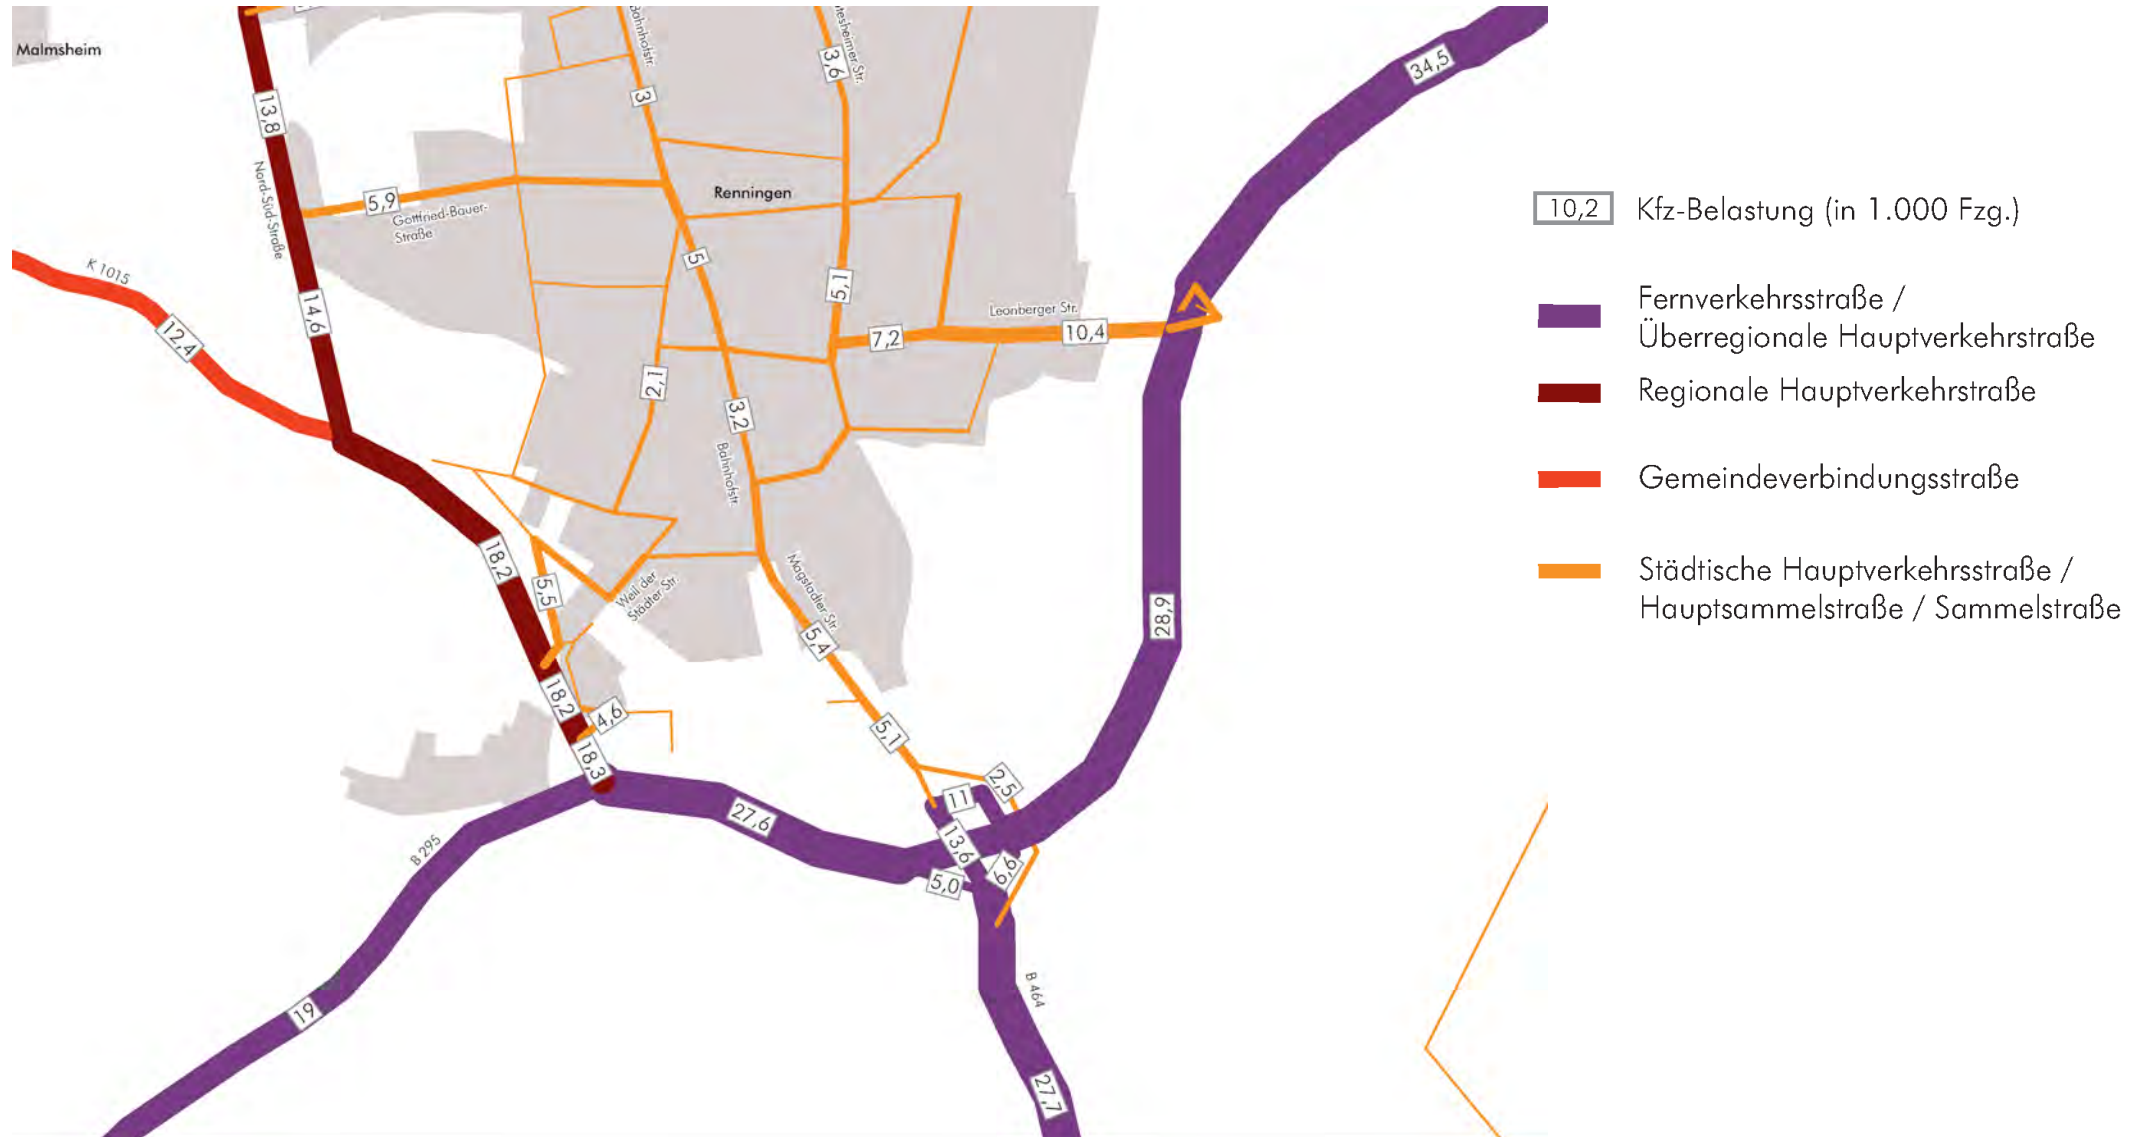 Malmsheim
Bahnhofstr.
3,6
34,5
13,8
3
Nord-Süd-Straße
Renningen
5,9
Gottfried-Bauer-
Straße
K 1015
5
5,1
14,6
12,4
Leonberger Str.
7,2
10,4
2,1
3,2
Bahnhofstr.
18,2
5,5
Weil der
Städter Str.
Magstadter Str.
5,4
28,9
18,2
4,6
18,3
5,1
2,5
11
27,6
13,6
6,6
5,0
B 295
19
B 464
27,7
10,2
Kfz-Belastung (in 1.000 Fzg.)
Fernverkehrsstraße /
Überregionale Hauptverkehrstraße
Regionale Hauptverkehrstraße
Gemeindeverbindungsstraße
Städtische Hauptverkehrsstraße /
Hauptsammelstraße / Sammelstraße